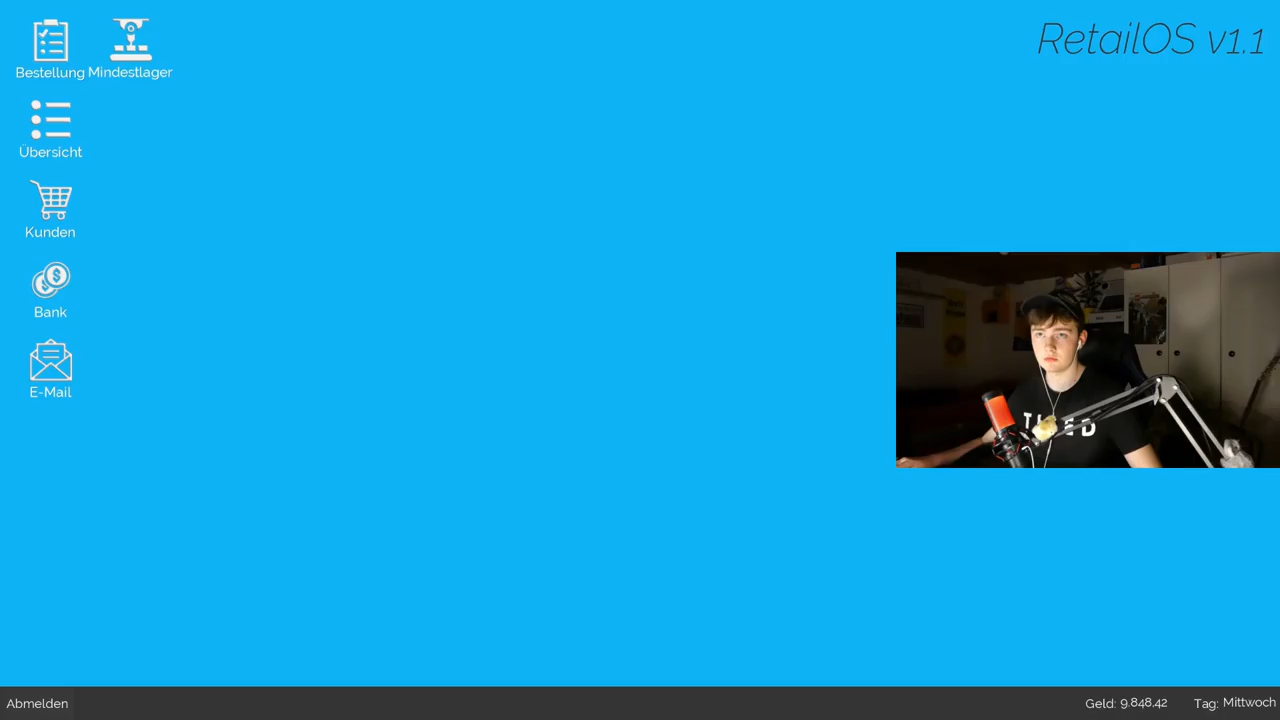 RetailOS v1.1
Bestellung
Mindestlager
Übersicht
Kunden
Bank
E-Mail
Abmelden
Geld: 9.848,42
Tag: Mittwoch